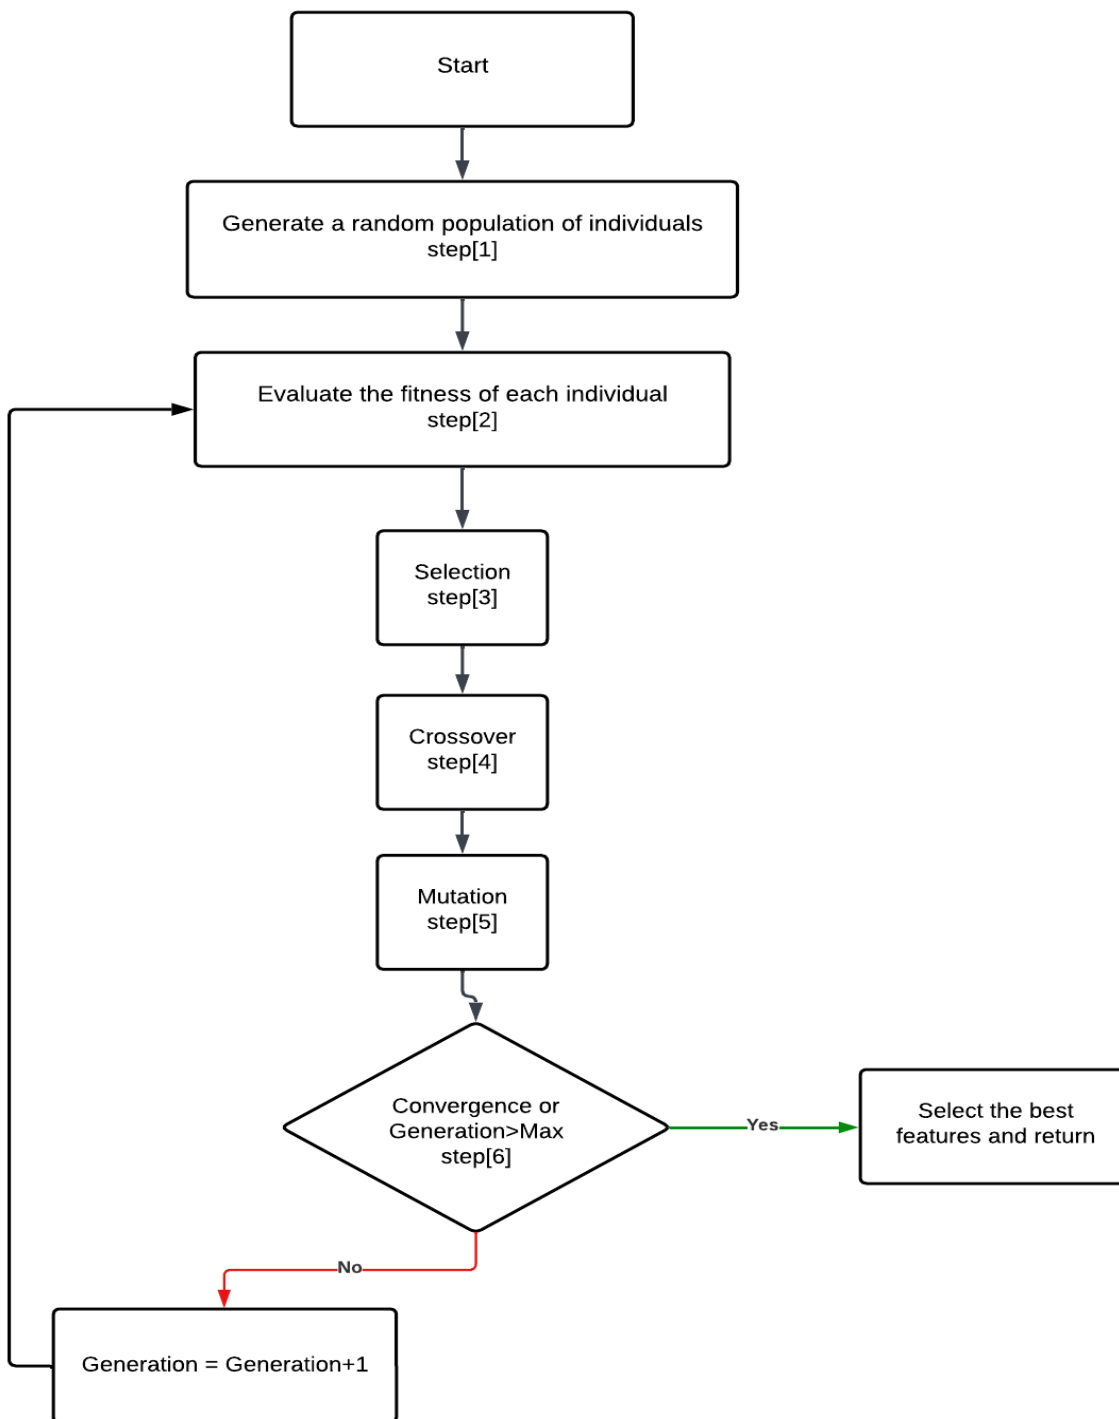 Start
Generate a random population of individuals
step[1]
Evaluate the fitness of each individual
step[2]
Selection
step[3]
Crossover
step[4]
Mutation
step[5]
Convergence or
Generation>Max
step[6]
Yes
Select the best
features and return
No
Generation = Generation+1